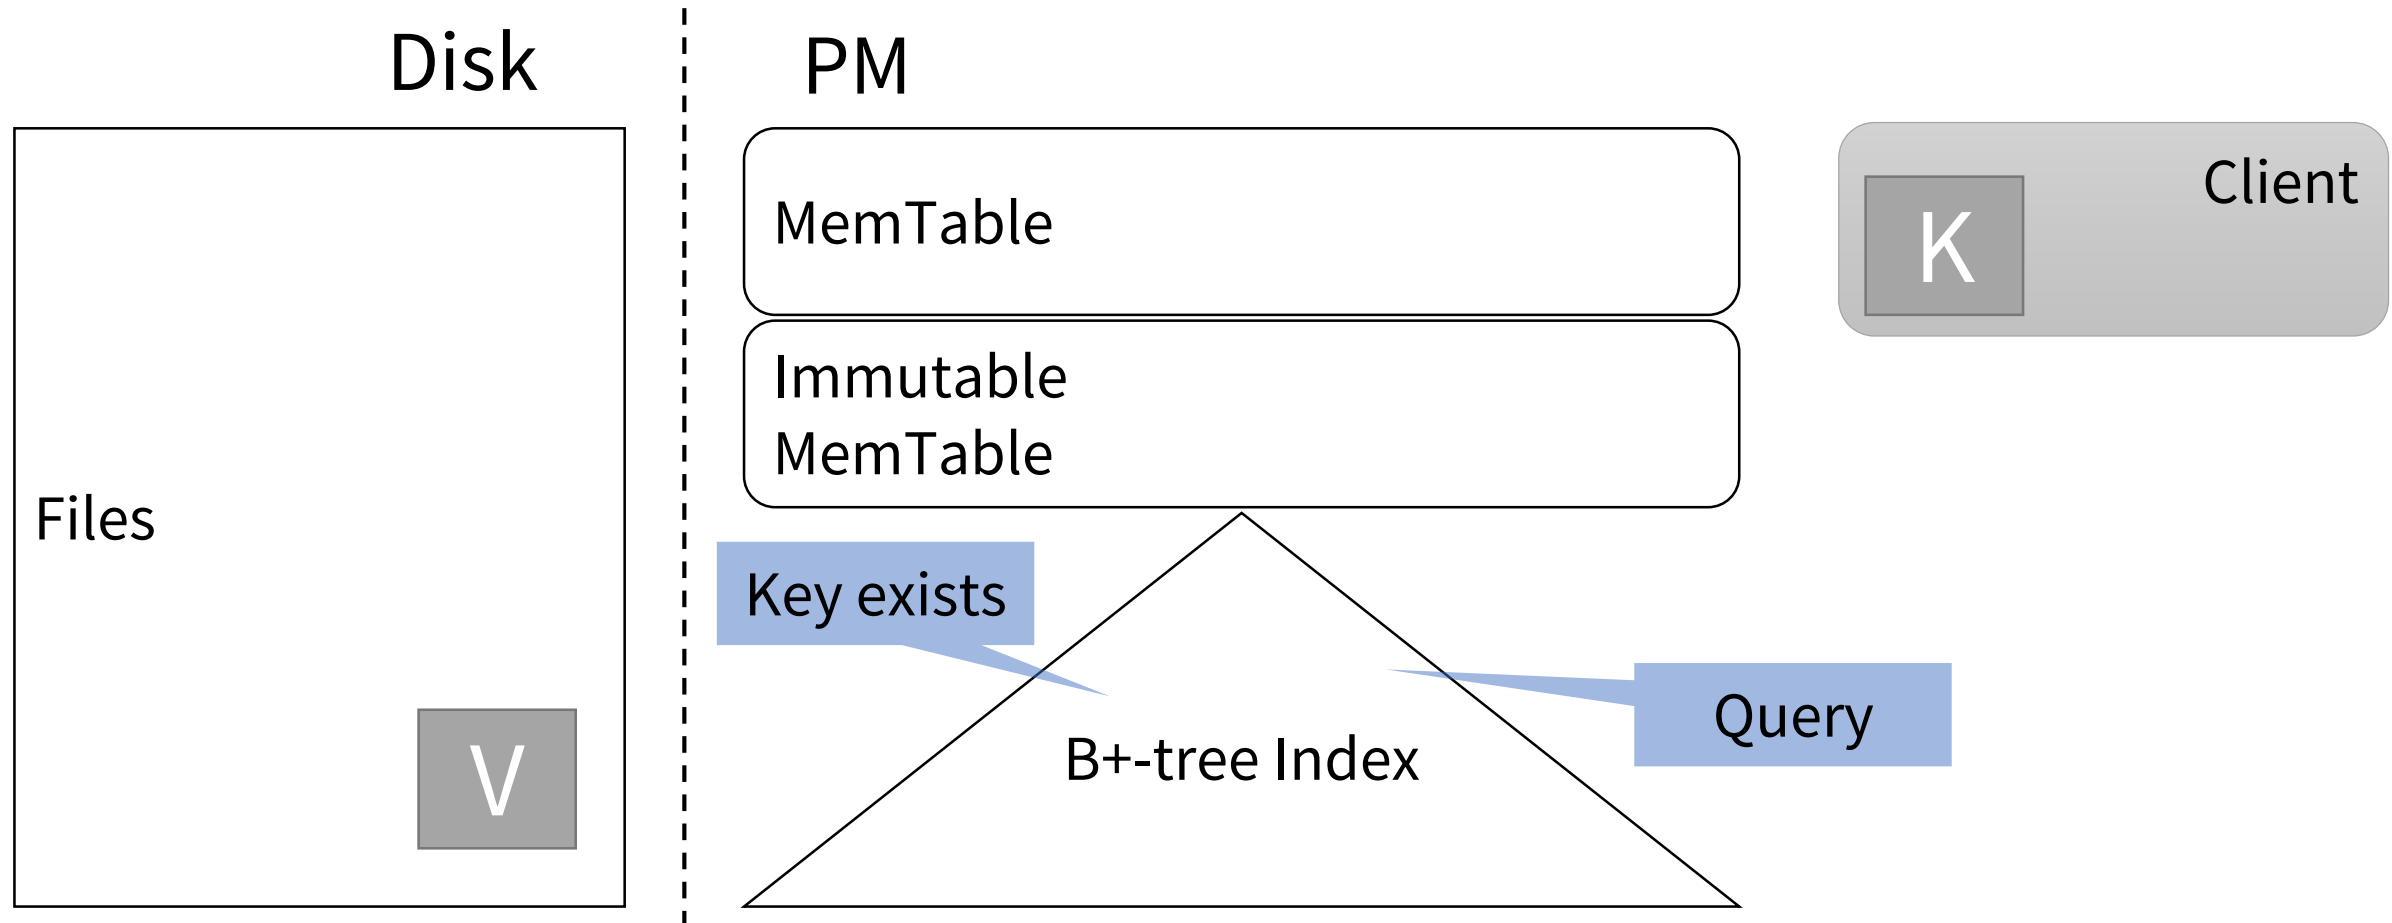 Disk
PM
MemTable
Client
K
Immutable
MemTable
Files
Key exists
Query
B+-tree Index
V